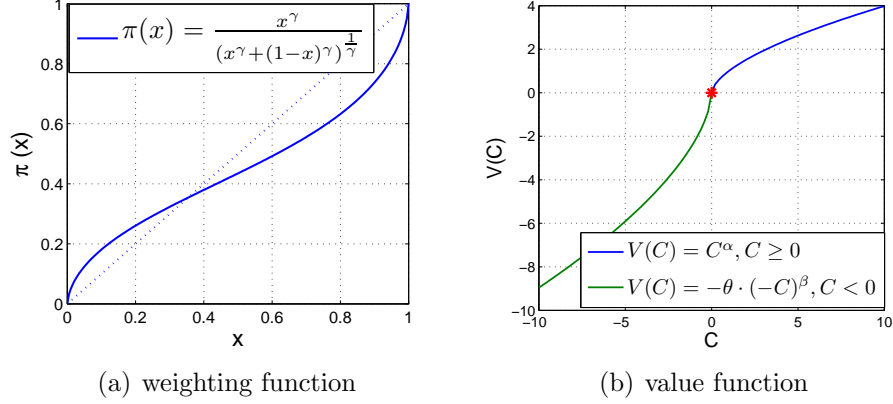 π(x) = x^γ / (x^γ+(1−x)^γ)^(1/γ)
π (x)
1
0.8
0.6
0.4
0.2
0
0 0.2 0.4 0.6 0.8 1
x
(a) weighting function
V(C)
4
2
0
−2
−4
−6
−8
−10
V(C) = C^α, C ≥ 0
V(C) = −θ · (−C)^β, C < 0
−10 −5 0 5 10
C
(b) value function